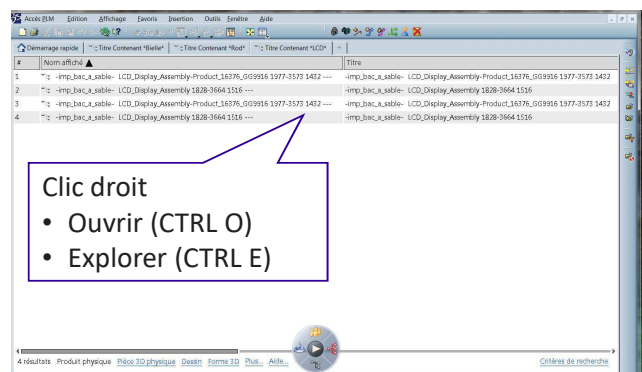 Accès PLM Edition Affichage Favoris Insertion Outils Fenêtre Aide
Démarrage rapide : Titre Contenant *Bielle* : Titre Contenant *Rod* : Titre Contenant *LCD* +
# Nom affiché ▲ Titre
1 -imp_bac_a_sable- LCD_Display_Assembly-Product_16376_GG9916 1977-3573 1432 --- -imp_bac_a_sable- LCD_Display_Assembly-Product_16376_GG9916 1977-3573 1432
2 -imp_bac_a_sable- LCD_Display_Assembly 1828-3664 1516 --- -imp_bac_a_sable- LCD_Display_Assembly 1828-3664 1516
3 -imp_bac_a_sable- LCD_Display_Assembly-Product_16376_GG9916 1977-3573 1432 --- -imp_bac_a_sable- LCD_Display_Assembly-Product_16376_GG9916 1977-3573 1432
4 -imp_bac_a_sable- LCD_Display_Assembly 1828-3664 1516 --- -imp_bac_a_sable- LCD_Display_Assembly 1828-3664 1516
Clic droit
• Ouvrir (CTRL O)
• Explorer (CTRL E)
4 résultats Produit physique Pièce 3D physique Dessin Forme 3D Plus... Aide... Critères de recherche